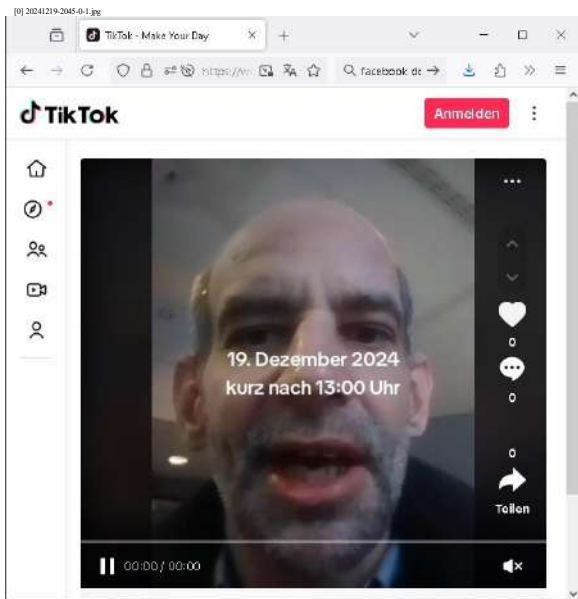 [0] 20241219-2045-0-1.jpg
TikTok - Make Your Day
facebook de
TikTok
Anmelden
19. Dezember 2024
kurz nach 13:00 Uhr
0
0
0
Teilen
00:00 / 00:00